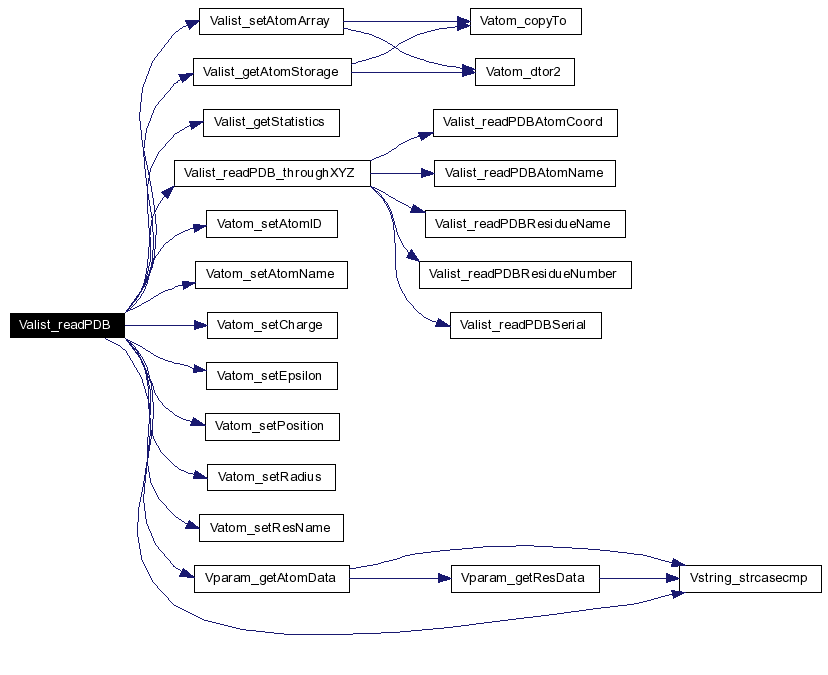 Valist_setAtomArray
Vatom_copyTo
Valist_getAtomStorage
Vatom_dtor2
Valist_getStatistics
Valist_readPDBAtomCoord
Valist_readPDB_throughXYZ
Valist_readPDBAtomName
Vatom_setAtomID
Valist_readPDBResidueName
Vatom_setAtomName
Valist_readPDBResidueNumber
Valist_readPDB
Vatom_setCharge
Valist_readPDBSerial
Vatom_setEpsilon
Vatom_setPosition
Vatom_setRadius
Vatom_setResName
Vparam_getAtomData
Vparam_getResData
Vstring_strcasecmp